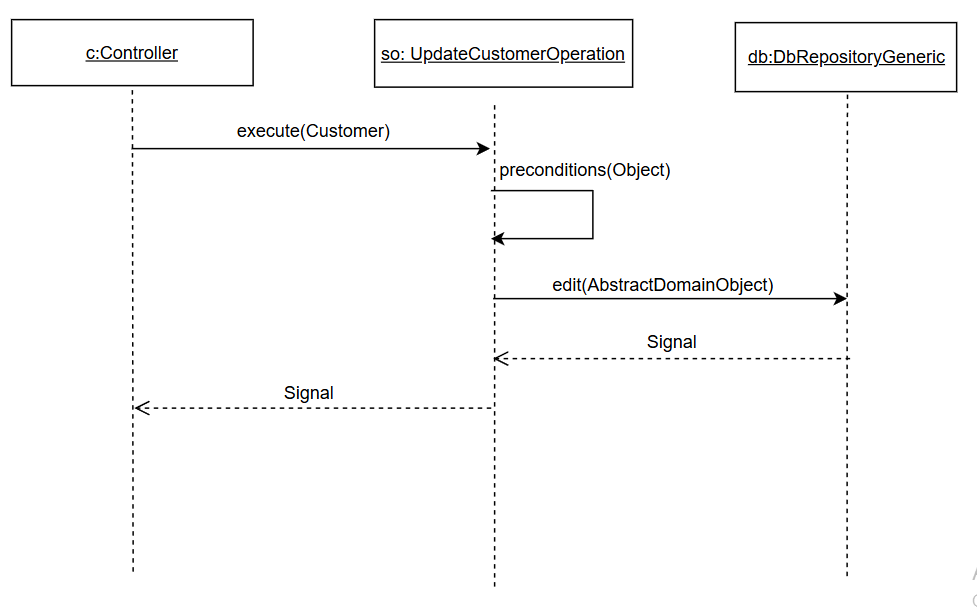 c:Controller
so: UpdateCustomerOperation
db:DbRepositoryGeneric
execute(Customer)
preconditions(Object)
edit(AbstractDomainObject)
Signal
Signal